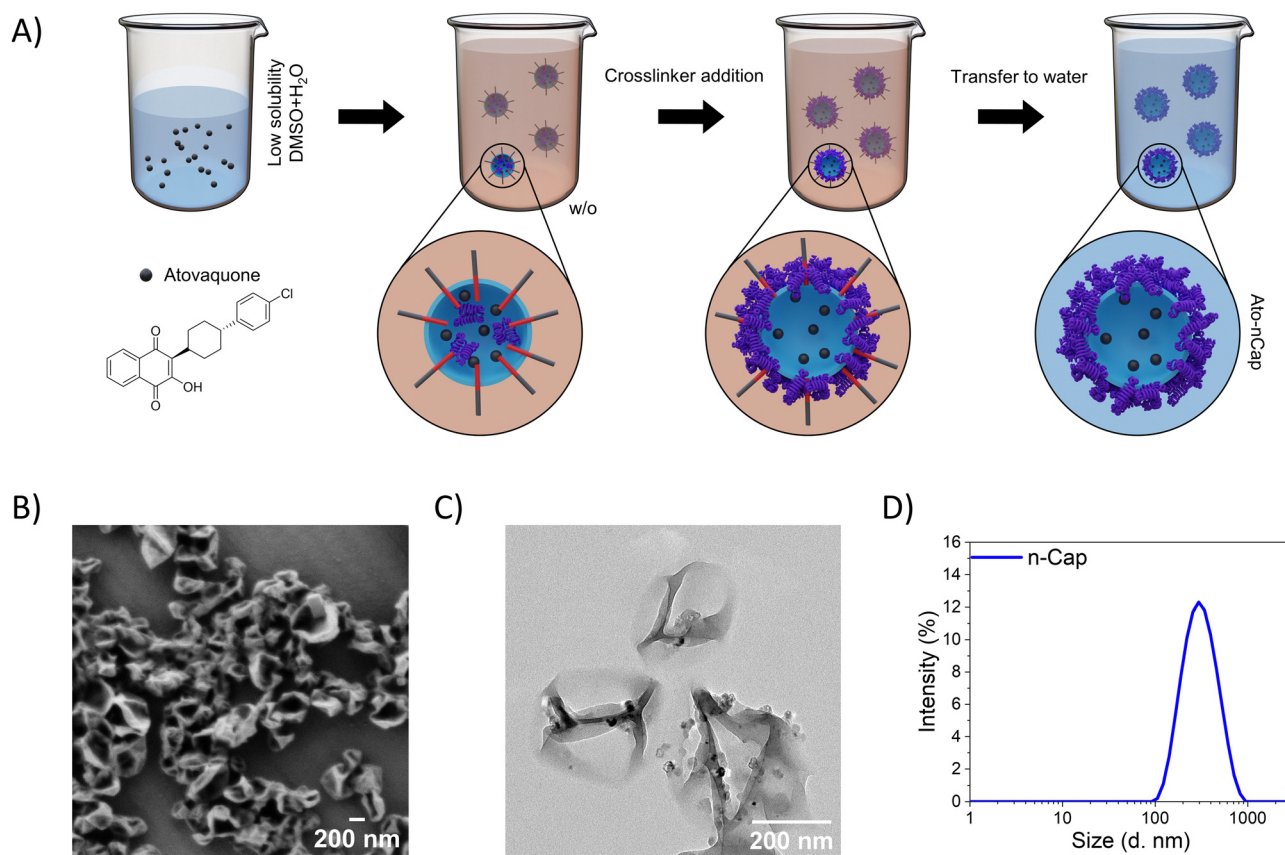 A)
Low solubility
DMSO+H₂O
Crosslinker addition
Transfer to water
w/o
Atovaquone
Cl
O
OH
O
Ato-nCap
B)
200 nm
C)
200 nm
D)
16
14
12
10
8
6
4
2
0
n-Cap
Intensity (%)
1
10
100
1000
Size (d. nm)